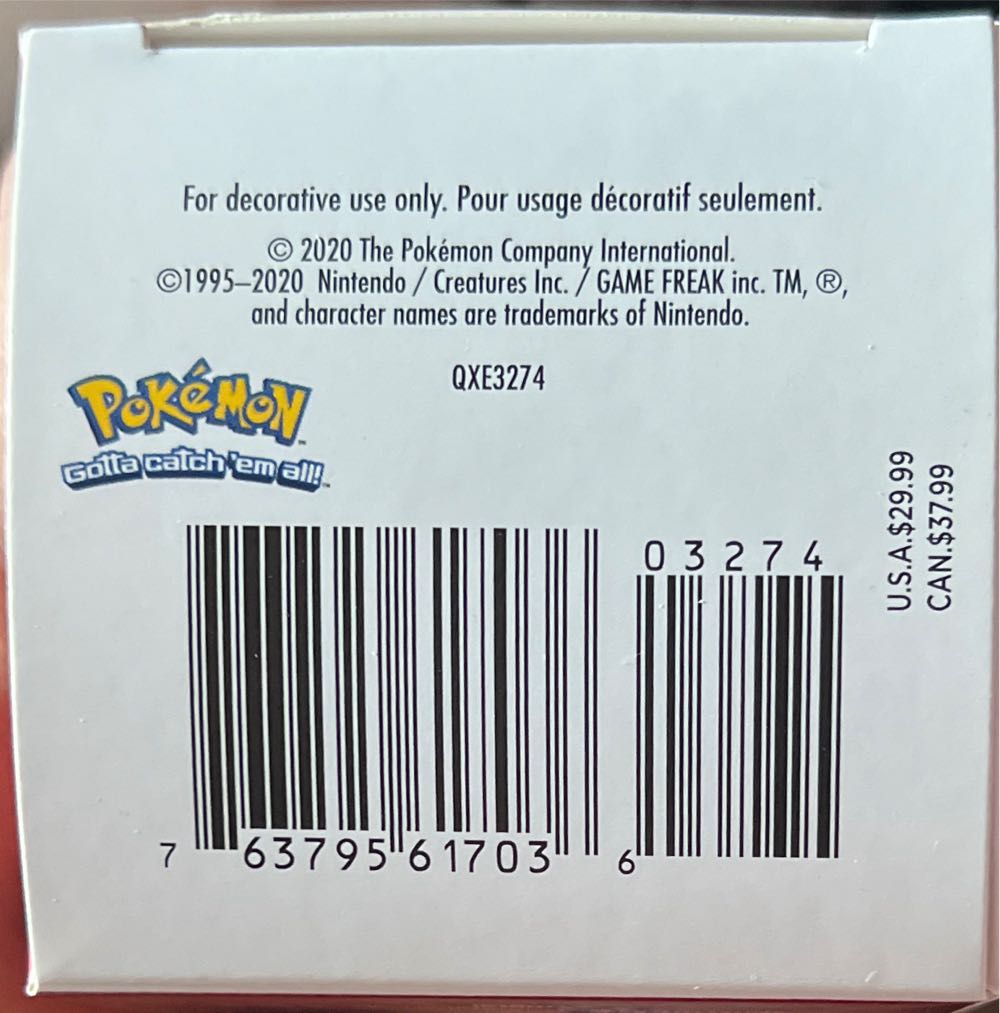 For decorative use only. Pour usage décoratif seulement.
© 2020 The Pokémon Company International.
©1995–2020 Nintendo / Creatures Inc. / GAME FREAK inc. TM, ®,
and character names are trademarks of Nintendo.
QXE3274
POKéMON™
Gotta catch 'em all!™
U.S.A.$29.99
CAN.$37.99
03274
7 63795 61703 6